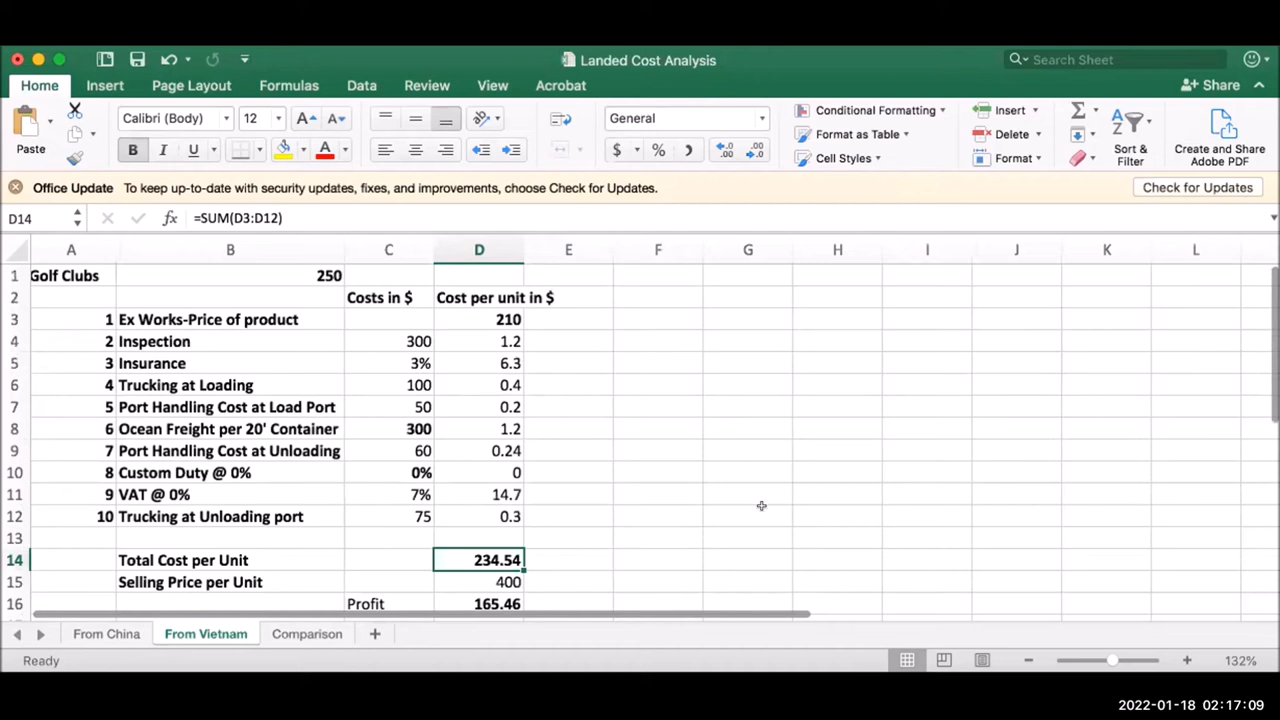 Landed Cost Analysis
Search Sheet
Home Insert Page Layout Formulas Data Review View Acrobat
Share
Paste
Calibri (Body) 12
General
Conditional Formatting
Format as Table
Cell Styles
Insert
Delete
Format
Sort & Filter
Create and Share Adobe PDF
Office Update To keep up-to-date with security updates, fixes, and improvements, choose Check for Updates. Check for Updates
D14 fx =SUM(D3:D12)
A B C D E F G H I J K L
1 Golf Clubs 250
2 Costs in $ Cost per unit in $
3 1 Ex Works-Price of product 210
4 2 Inspection 300 1.2
5 3 Insurance 3% 6.3
6 4 Trucking at Loading 100 0.4
7 5 Port Handling Cost at Load Port 50 0.2
8 6 Ocean Freight per 20' Container 300 1.2
9 7 Port Handling Cost at Unloading 60 0.24
10 8 Custom Duty @ 0% 0% 0
11 9 VAT @ 0% 7% 14.7
12 10 Trucking at Unloading port 75 0.3
13
14 Total Cost per Unit 234.54
15 Selling Price per Unit 400
16 Profit 165.46
From China From Vietnam Comparison +
Ready 132%
2022-01-18 02:17:09